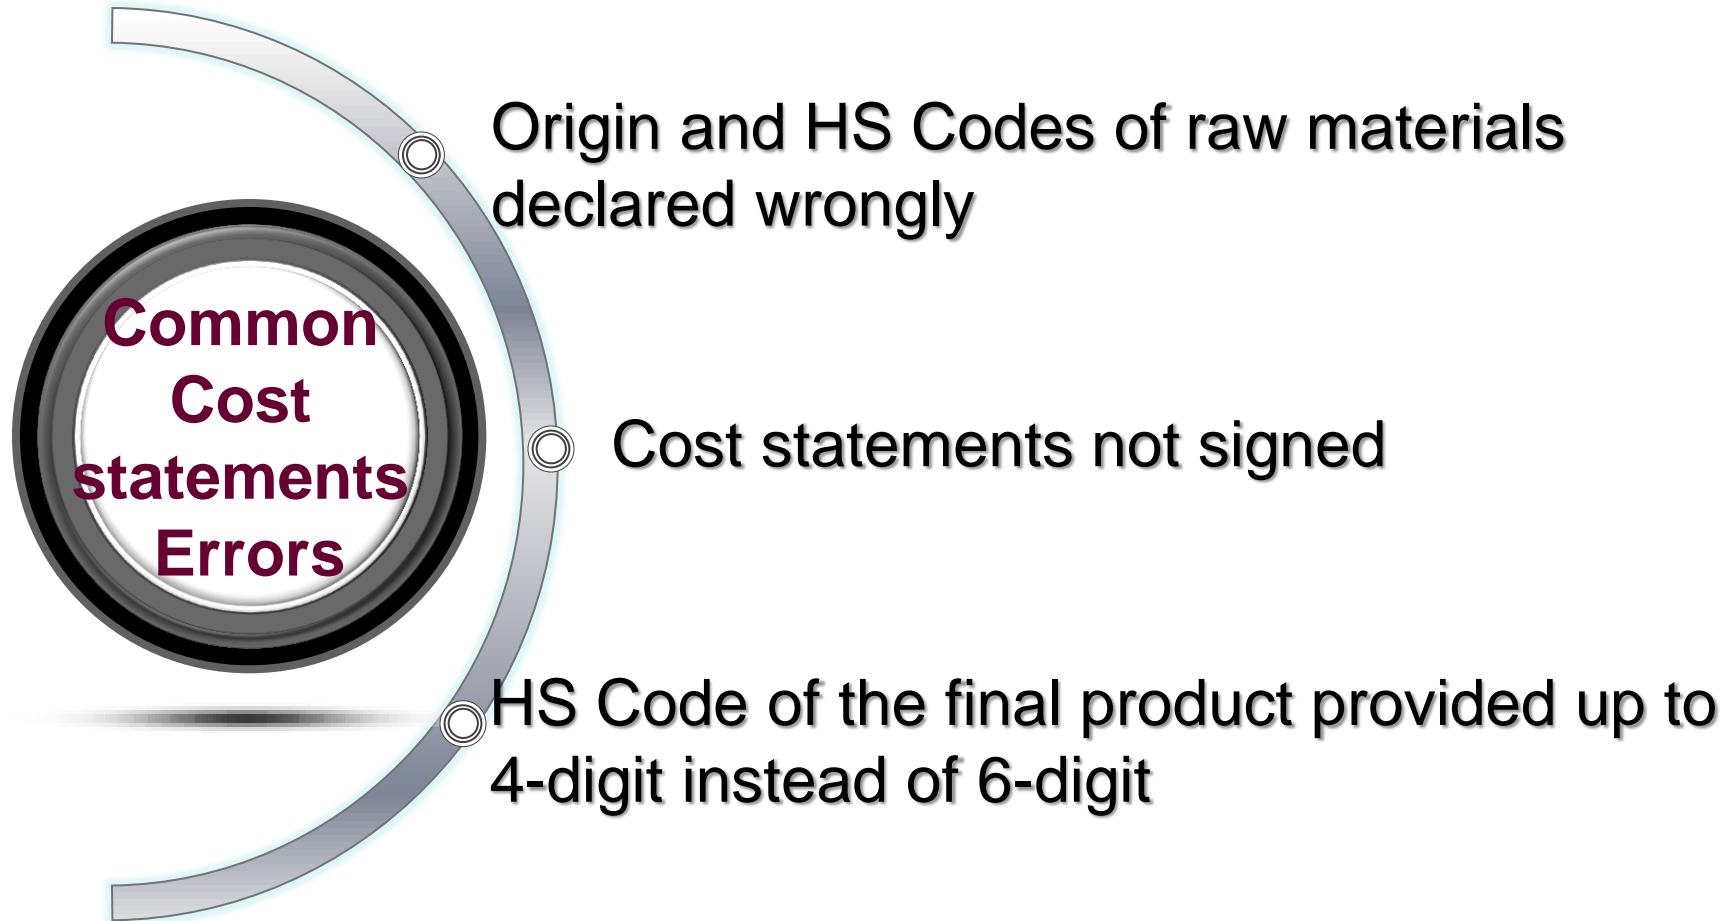 Common
Cost
statements
Errors
Origin and HS Codes of raw materials
declared wrongly
Cost statements not signed
HS Code of the final product provided up to
4-digit instead of 6-digit